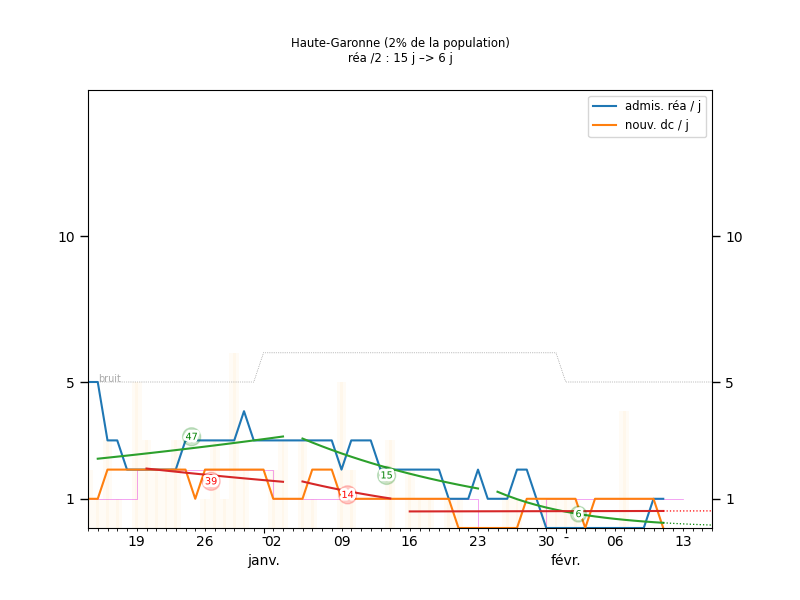 Haute-Garonne (2% de la population)
réa /2 : 15 j –> 6 j
admis. réa / j
nouv. dc / j
10 10
bruit
5 5
47
39
15
14
6
1 1
19 26 02 09 16 23 30 06 13
janv. févr.